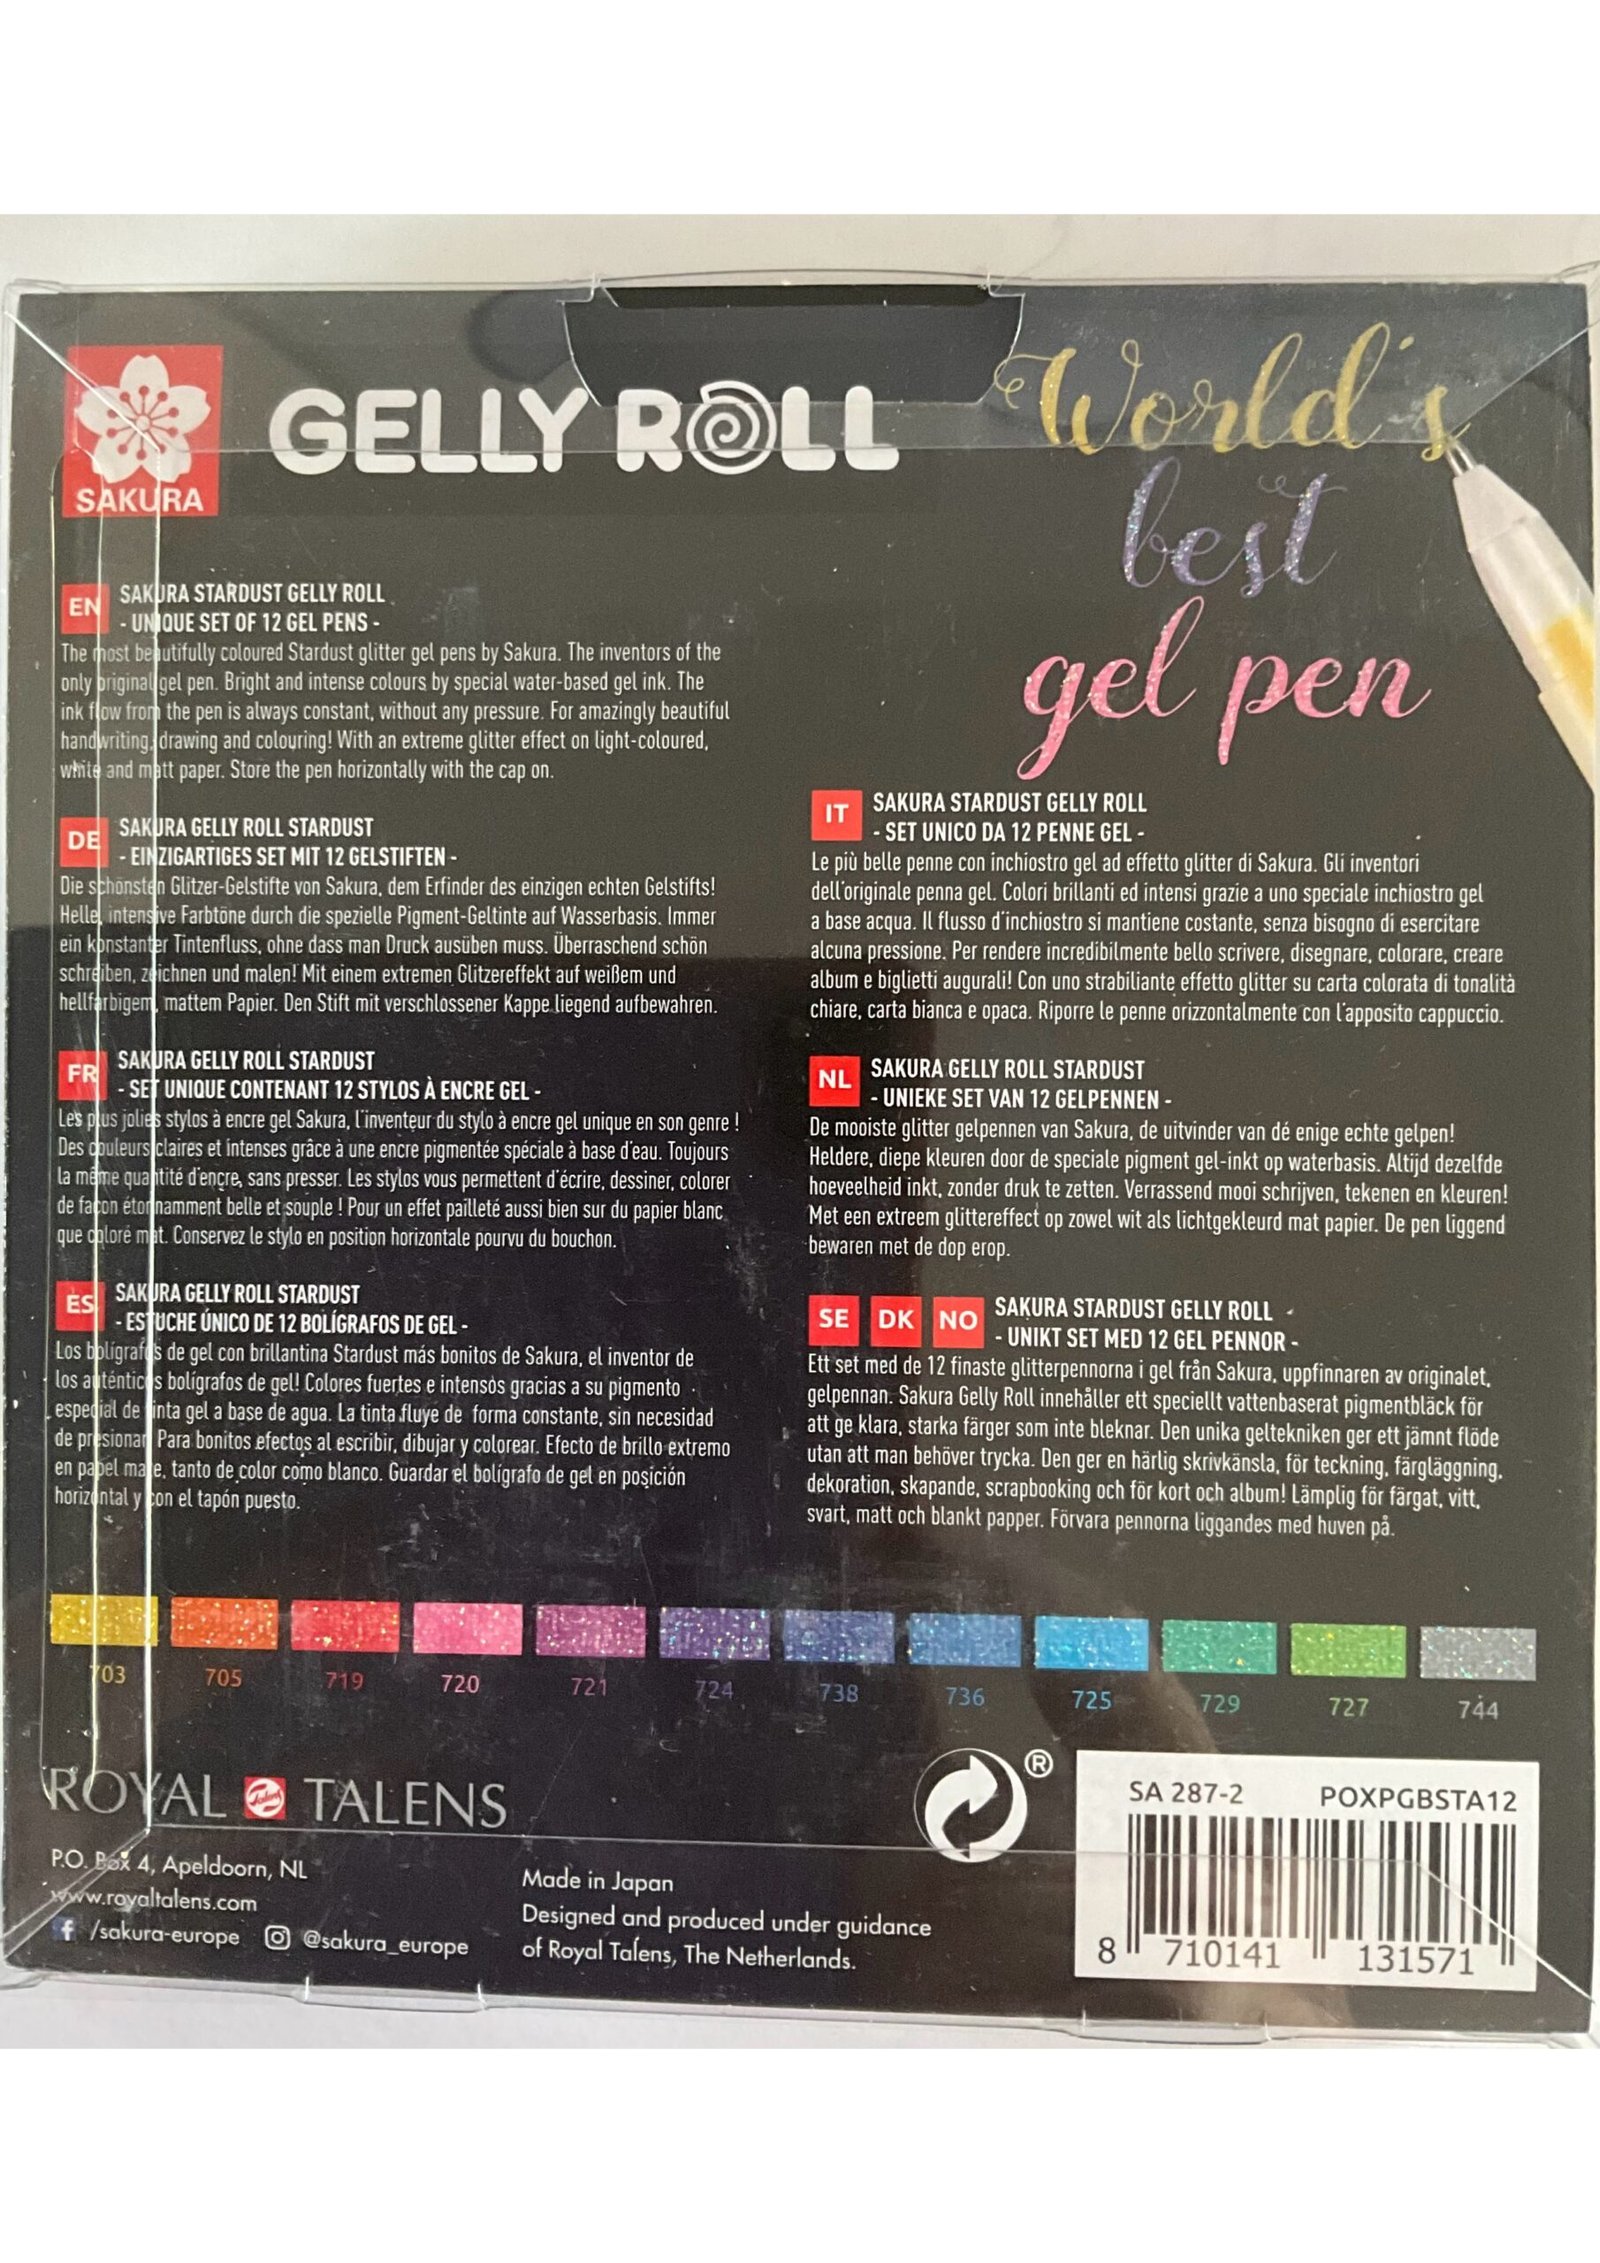 SAKURA
GELLY ROLL
World's
best
gel pen
EN
SAKURA STARDUST GELLY ROLL
- UNIQUE SET OF 12 GEL PENS -
The most beautifully coloured Stardust glitter gel pens by Sakura. The inventors of the
only original gel pen. Bright and intense colours by special water-based gel ink. The
ink flow from the pen is always constant, without any pressure. For amazingly beautiful
handwriting, drawing and colouring! With an extreme glitter effect on light-coloured,
white and matt paper. Store the pen horizontally with the cap on.
DE
SAKURA GELLY ROLL STARDUST
- EINZIGARTIGES SET MIT 12 GELSTIFTEN -
Die schönsten Glitzer-Gelstifte von Sakura, dem Erfinder des einzigen echten Gelstifts!
Helle, intensive Farbtöne durch die spezielle Pigment-Geltinte auf Wasserbasis. Immer
ein konstanter Tintenfluss, ohne dass man Druck ausüben muss. Überraschend schön
schreiben, zeichnen und malen! Mit einem extremen Glitzereffekt auf weißem und
hellfarbigem, mattem Papier. Den Stift mit verschlossener Kappe liegend aufbewahren.
FR
SAKURA GELLY ROLL STARDUST
- SET UNIQUE CONTENANT 12 STYLOS À ENCRE GEL -
Les plus jolies stylos à encre gel Sakura, l'inventeur du stylo à encre gel unique en son genre !
Des couleurs claires et intenses grâce à une encre pigmentée spéciale à base d'eau. Toujours
la même quantité d'encre, sans presser. Les stylos vous permettent d'écrire, dessiner, colorer
de façon étonnamment belle et souple ! Pour un effet pailleté aussi bien sur du papier blanc
que coloré mat. Conservez le stylo en position horizontale pourvu du bouchon.
ES
SAKURA GELLY ROLL STARDUST
- ESTUCHE ÚNICO DE 12 BOLÍGRAFOS DE GEL -
Los bolígrafos de gel con brillantina Stardust más bonitos de Sakura, el inventor de
los auténticos bolígrafos de gel! Colores fuertes e intensos gracias a su pigmento
especial de tinta gel a base de agua. La tinta fluye de forma constante, sin necesidad
de presionar. Para bonitos efectos al escribir, dibujar y colorear. Efecto de brillo extremo
en papel mate, tanto de color como blanco. Guardar el bolígrafo de gel en posición
horizontal y con el tapón puesto.
IT
SAKURA STARDUST GELLY ROLL
- SET UNICO DA 12 PENNE GEL -
Le più belle penne con inchiostro gel ad effetto glitter di Sakura. Gli inventori
dell'originale penna gel. Colori brillanti ed intensi grazie a uno speciale inchiostro gel
a base acqua. Il flusso d'inchiostro si mantiene costante, senza bisogno di esercitare
alcuna pressione. Per rendere incredibilmente bello scrivere, disegnare, colorare, creare
album e biglietti augurali! Con uno strabiliante effetto glitter su carta colorata di tonalità
chiare, carta bianca e opaca. Riporre le penne orizzontalmente con l'apposito cappuccio.
NL
SAKURA GELLY ROLL STARDUST
- UNIEKE SET VAN 12 GELPENNEN -
De mooiste glitter gelpennen van Sakura, de uitvinder van dé enige echte gelpen!
Heldere, diepe kleuren door de speciale pigment gel-inkt op waterbasis. Altijd dezelfde
hoeveelheid inkt, zonder druk te zetten. Verrassend mooi schrijven, tekenen en kleuren!
Met een extreem glittereffect op zowel wit als lichtgekleurd mat papier. De pen liggend
bewaren met de dop erop.
SE DK NO
SAKURA STARDUST GELLY ROLL
- UNIKT SET MED 12 GEL PENNOR -
Ett set med de 12 finaste glitterpennorna i gel från Sakura, uppfinnaren av originalet,
gelpennan. Sakura Gelly Roll innehåller ett speciellt vattenbaserat pigmentbläck för
att ge klara, starka färger som inte bleknar. Den unika geltekniken ger ett jämnt flöde
utan att man behöver trycka. Den ger en härlig skrivkänsla, för teckning, färgläggning,
dekoration, skapande, scrapbooking och för kort och album! Lämplig för färgat, vitt,
svart, matt och blankt papper. Förvara pennorna liggandes med huven på.
703 705 719 720 721 724 738 736 725 729 727 744
ROYAL Talens TALENS
P.O. Box 4, Apeldoorn, NL
www.royaltalens.com
f /sakura-europe @sakura_europe
Made in Japan
Designed and produced under guidance
of Royal Talens, The Netherlands.
®
SA 287-2 POXPGBSTA12
8 710141 131571